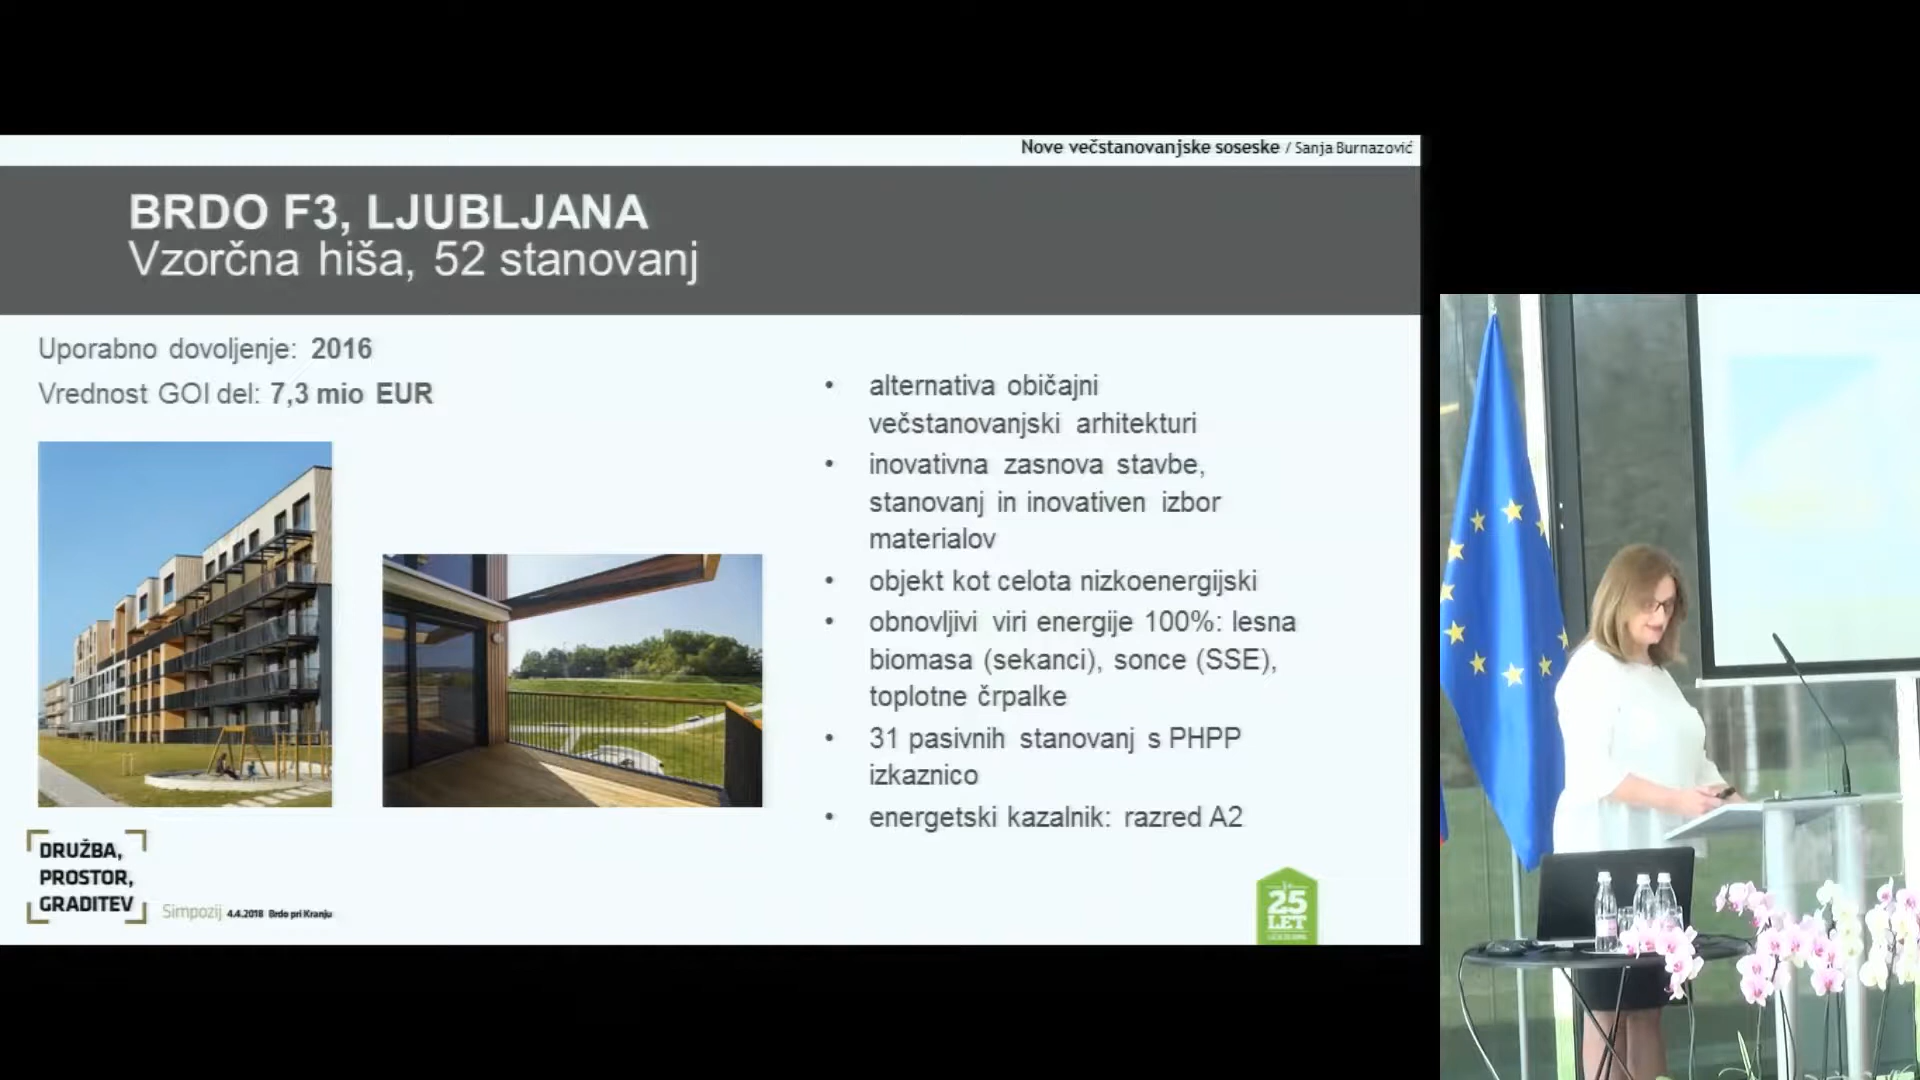 Nove večstanovanjske soseske / Sanja Burnazović
BRDO F3, LJUBLJANA
Vzorčna hiša, 52 stanovanj
Uporabno dovoljenje: 2016
Vrednost GOI del: 7,3 mio EUR
• alternativa običajni
večstanovanjski arhitekturi
• inovativna zasnova stavbe,
stanovanj in inovativen izbor
materialov
• objekt kot celota nizkoenergijski
• obnovljivi viri energije 100%: lesna
biomasa (sekanci), sonce (SSE),
toplotne črpalke
• 31 pasivnih stanovanj s PHPP
izkaznico
• energetski kazalnik: razred A2
DRUŽBA,
PROSTOR,
GRADITEV
Simpozij 4.4.2018 Brdo pri Kranju
25
LET